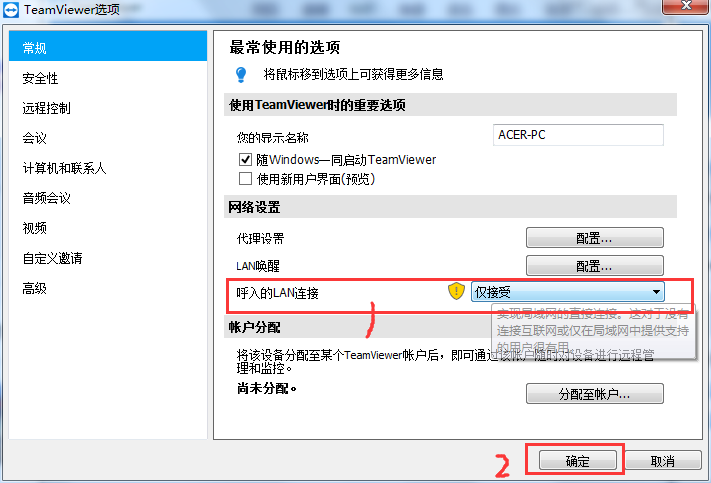 TeamViewer选项
常规
安全性
远程控制
会议
计算机和联系人
音频会议
视频
自定义邀请
高级
最常使用的选项
将鼠标移到选项上可获得更多信息
使用TeamViewer时的重要选项
您的显示名称
ACER-PC
随Windows一同启动TeamViewer
使用新用户界面(预览)
网络设置
代理设置
配置...
LAN唤醒
配置...
呼入的LAN连接
仅接受
1
实现局域网的直接连接。这对于没有
连接互联网或仅在局域网中提供支持
的用户很有用。
帐户分配
将该设备分配至某个TeamViewer帐户后，即可通过该帐户随时对设备进行远程管
理和监控。
尚未分配。
分配至帐户...
2
确定
取消